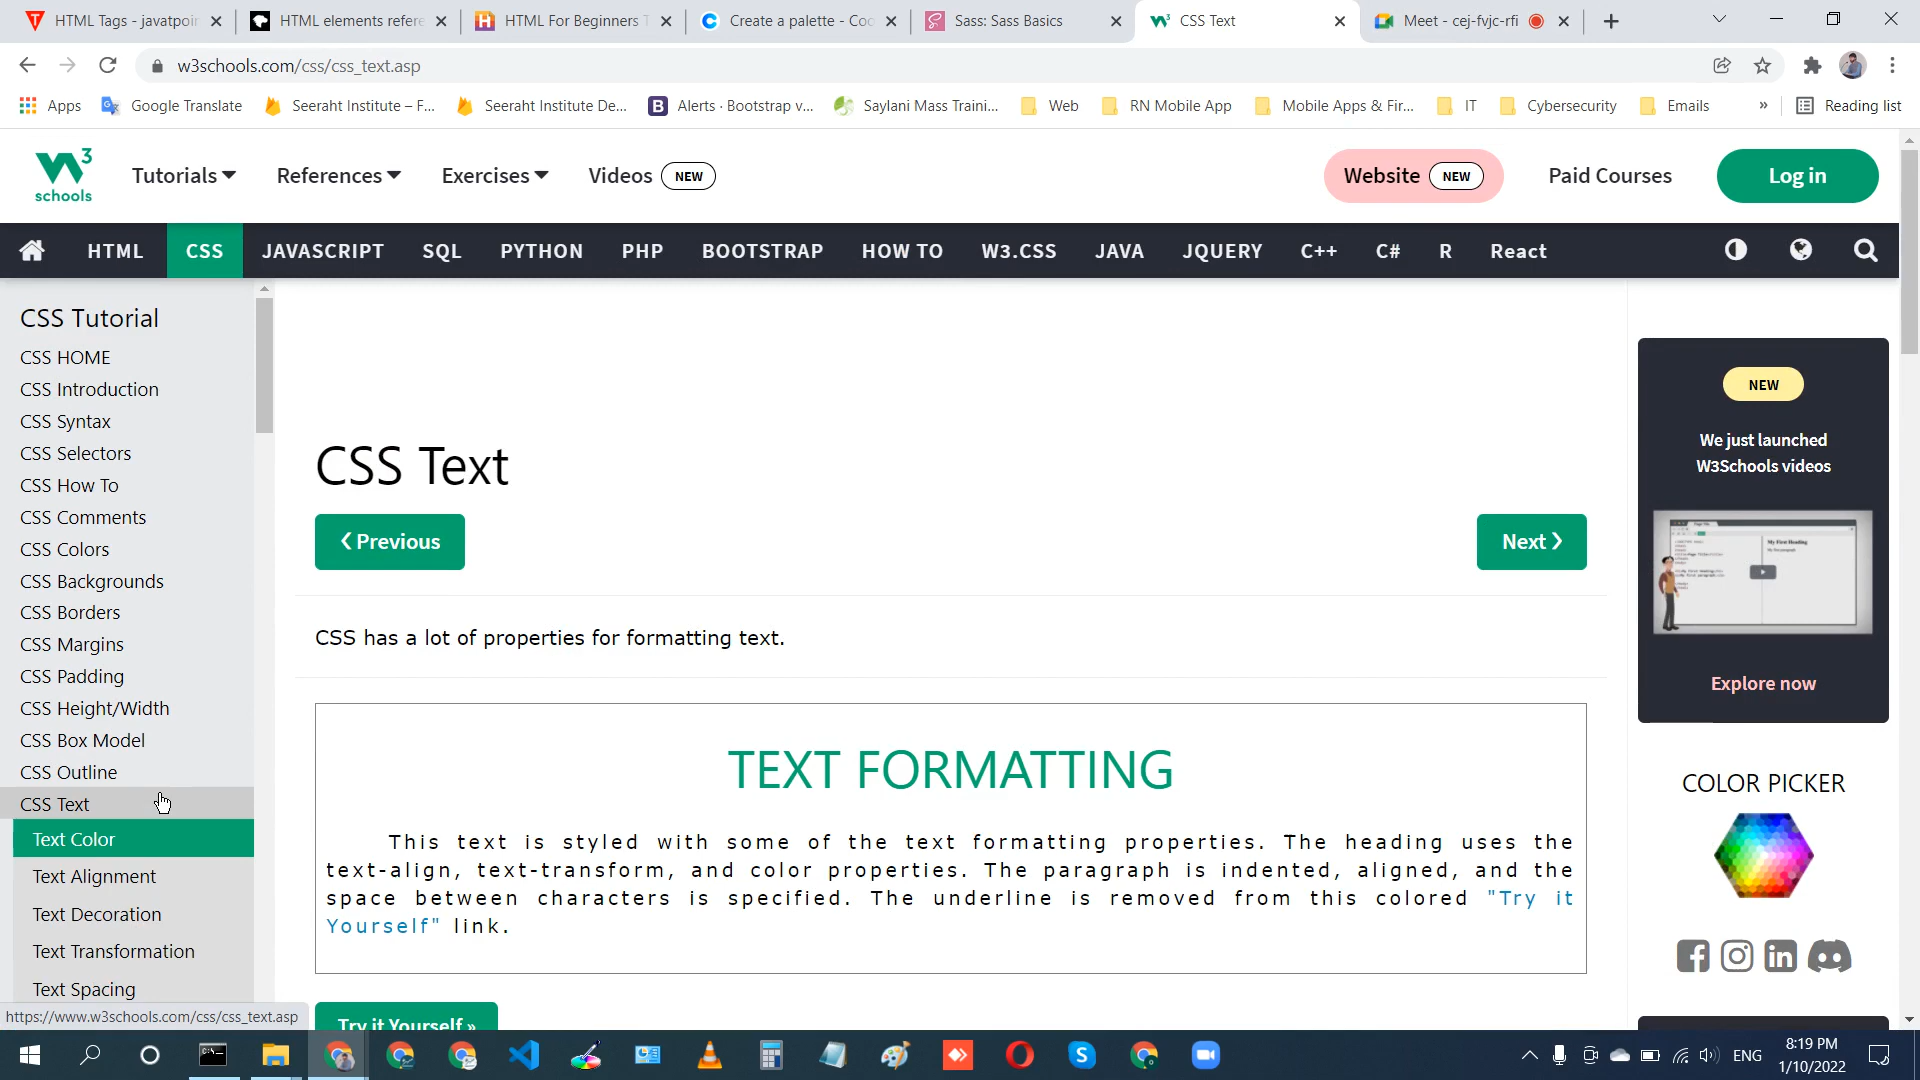 HTML Tags - javatpoin
HTML elements refere
HTML For Beginners T
Create a palette - Coo
Sass: Sass Basics
CSS Text
Meet - cej-fvjc-rfi
w3schools.com/css/css_text.asp
Apps
Google Translate
Seeraht Institute – F...
Seeraht Institute De...
Alerts · Bootstrap v...
Saylani Mass Traini...
Web
RN Mobile App
Mobile Apps & Fir...
IT
Cybersecurity
Emails
»
Reading list
W3 schools
Tutorials
References
Exercises
Videos NEW
Website NEW
Paid Courses
Log in
HTML CSS JAVASCRIPT SQL PYTHON PHP BOOTSTRAP HOW TO W3.CSS JAVA JQUERY C++ C# R React
CSS Tutorial
CSS HOME
CSS Introduction
CSS Syntax
CSS Selectors
CSS How To
CSS Comments
CSS Colors
CSS Backgrounds
CSS Borders
CSS Margins
CSS Padding
CSS Height/Width
CSS Box Model
CSS Outline
CSS Text
Text Color
Text Alignment
Text Decoration
Text Transformation
Text Spacing
https://www.w3schools.com/css/css_text.asp
CSS Text
❮ Previous
Next ❯
CSS has a lot of properties for formatting text.
TEXT FORMATTING
This text is styled with some of the text formatting properties. The heading uses the
text-align, text-transform, and color properties. The paragraph is indented, aligned, and the
space between characters is specified. The underline is removed from this colored "Try it
Yourself" link.
Try it Yourself »
NEW
We just launched
W3Schools videos
My First Heading
Explore now
COLOR PICKER
ENG
8:19 PM
1/10/2022